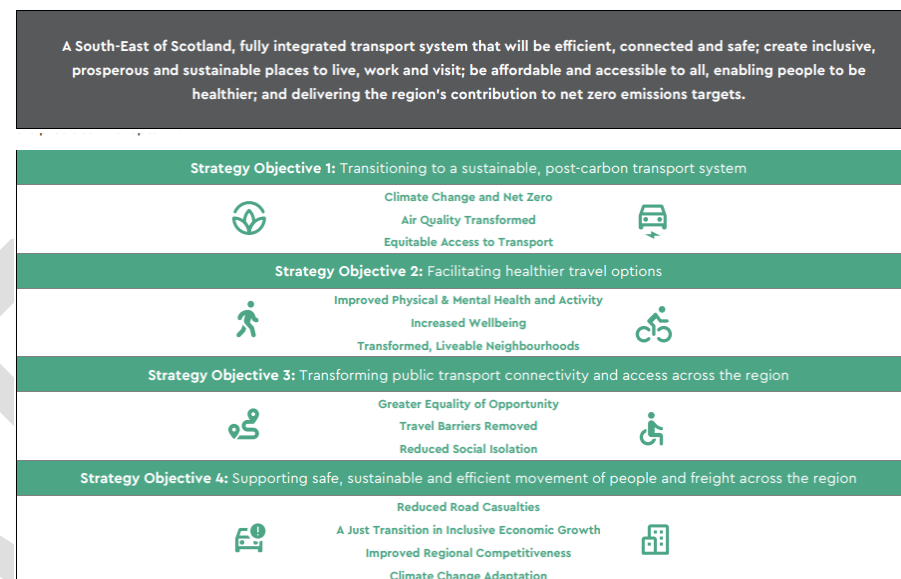 A South-East of Scotland, fully integrated transport system that will be efficient, connected and safe; create inclusive,
prosperous and sustainable places to live, work and visit; be affordable and accessible to all, enabling people to be
healthier; and delivering the region's contribution to net zero emissions targets.
Strategy Objective 1: Transitioning to a sustainable, post-carbon transport system
Climate Change and Net Zero
Air Quality Transformed
Equitable Access to Transport
Strategy Objective 2: Facilitating healthier travel options
Improved Physical & Mental Health and Activity
Increased Wellbeing
Transformed, Liveable Neighbourhoods
Strategy Objective 3: Transforming public transport connectivity and access across the region
Greater Equality of Opportunity
Travel Barriers Removed
Reduced Social Isolation
Strategy Objective 4: Supporting safe, sustainable and efficient movement of people and freight across the region
Reduced Road Casualties
A Just Transition in Inclusive Economic Growth
Improved Regional Competitiveness
Climate Change Adaptation